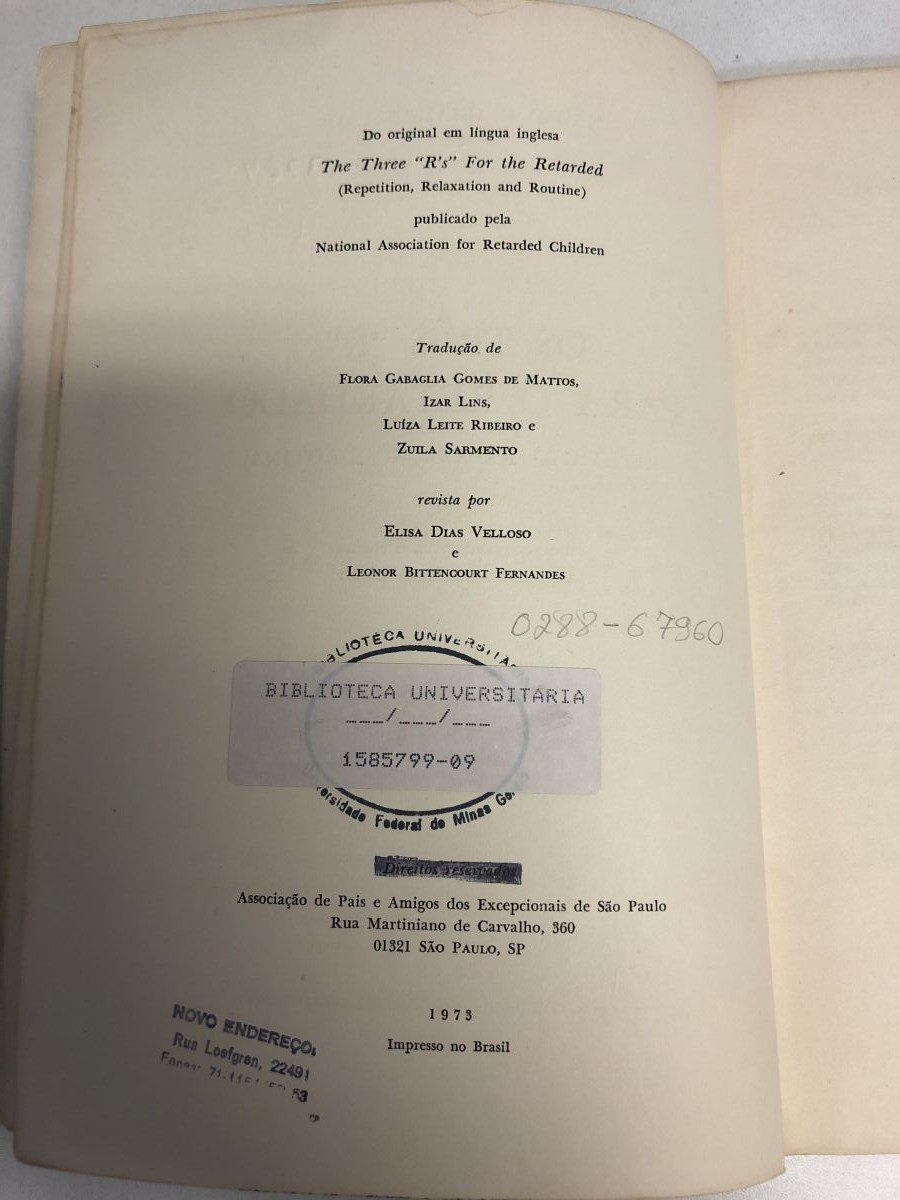 Do original em língua inglesa
The Three "R's" For the Retarded
(Repetition, Relaxation and Routine)
publicado pela
National Association for Retarded Children
Tradução de
Flora Gabaglia Gomes de Mattos,
Izar Lins,
Luíza Leite Ribeiro e
Zuila Sarmento
revista por
Elisa Dias Velloso
e
Leonor Bittencourt Fernandes
0288-67960
BIBLIOTECA UNIVERSITARIA
___/___/___
1585799-09
Federal de Minas
Direitos reservados
Associação de Pais e Amigos dos Excepcionais de São Paulo
Rua Martiniano de Carvalho, 360
01321 São Paulo, SP
1973
Impresso no Brasil
NOVO ENDEREÇO:
Rua Loefgren, 22491